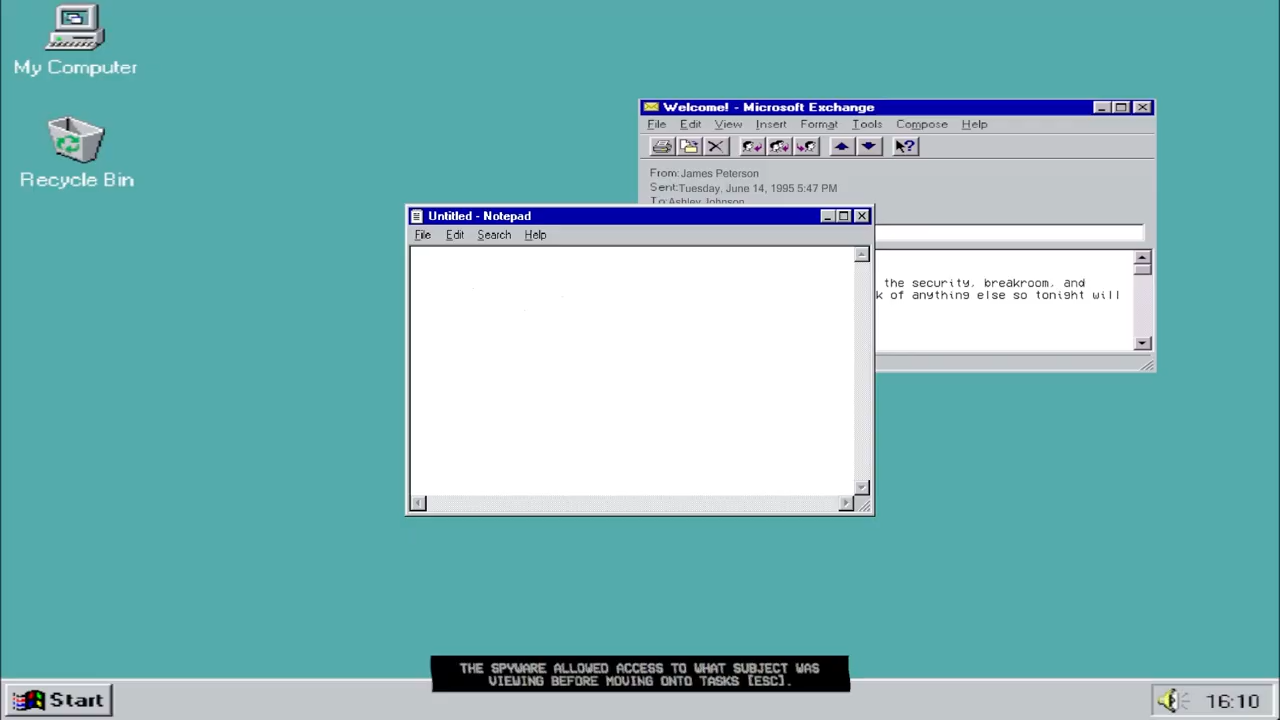 My Computer
Recycle Bin
Welcome! - Microsoft Exchange
File Edit View Insert Format Tools Compose Help
From: James Peterson
Sent: Tuesday, June 14, 1995 5:47 PM
To: Ashley Johnson
Untitled - Notepad
File Edit Search Help
the security, breakroom, and
k of anything else so tonight will
THE SPYWARE ALLOWED ACCESS TO WHAT SUBJECT WAS
VIEWING BEFORE MOVING ONTO TASKS [ESC].
Start
16:10